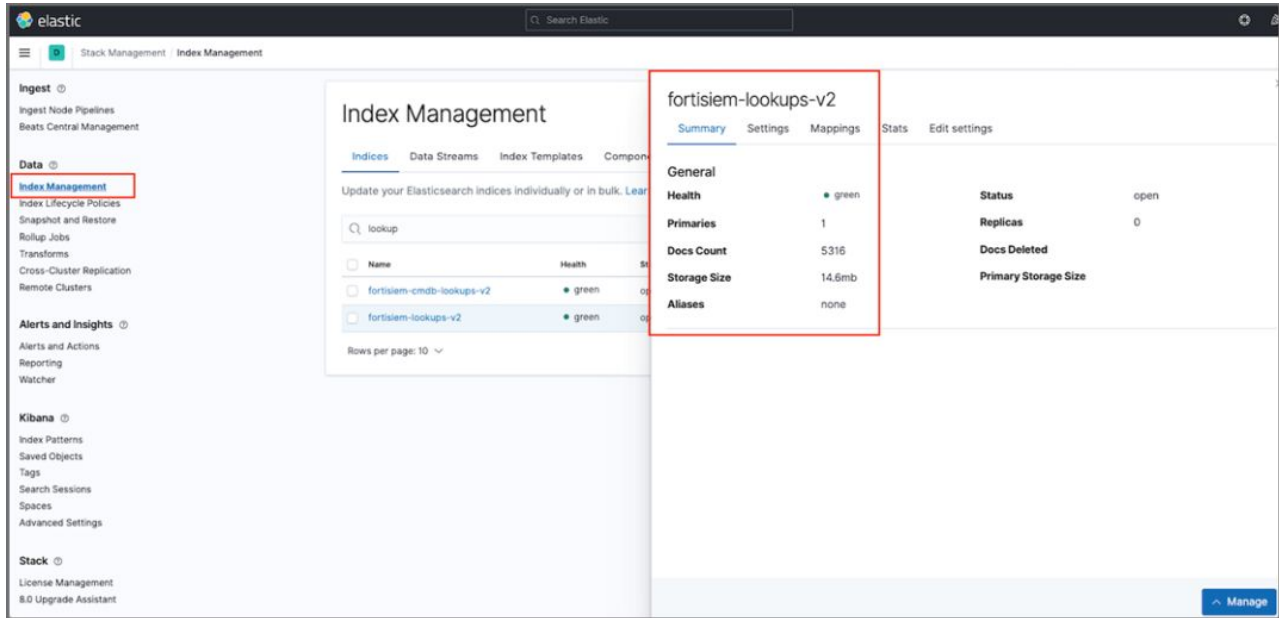 elastic
Search Elastic
D Stack Management / Index Management
Ingest
Ingest Node Pipelines
Beats Central Management
Data
Index Management
Index Lifecycle Policies
Snapshot and Restore
Rollup Jobs
Transforms
Cross-Cluster Replication
Remote Clusters
Alerts and Insights
Alerts and Actions
Reporting
Watcher
Kibana
Index Patterns
Saved Objects
Tags
Search Sessions
Spaces
Advanced Settings
Stack
License Management
8.0 Upgrade Assistant
Index Management
Indices Data Streams Index Templates Compon
Update your Elasticsearch indices individually or in bulk. Lear
lookup
Name Health St
fortisiem-cmdb-lookups-v2 green op
fortisiem-lookups-v2 green op
Rows per page: 10
fortisiem-lookups-v2
Summary Settings Mappings Stats Edit settings
General
Health green Status open
Primaries 1 Replicas 0
Docs Count 5316 Docs Deleted
Storage Size 14.6mb Primary Storage Size
Aliases none
Manage